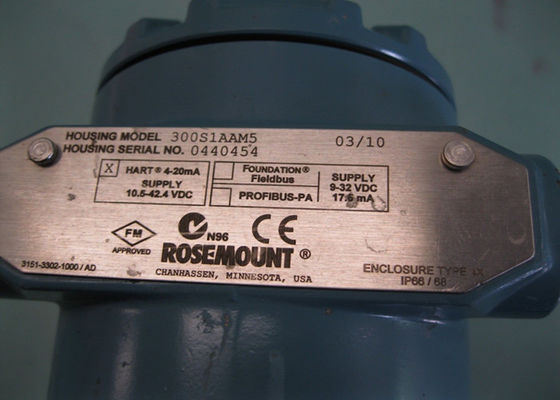 HOUSING MODEL 300S1AAM5 03/10
HOUSING SERIAL NO. 0440454
X HART® 4-20mA
SUPPLY
10.5-42.4 VDC
FOUNDATION®
Fieldbus
PROFIBUS-PA
SUPPLY
9-32 VDC
17.6 mA
FM
APPROVED
N96
CE
ROSEMOUNT®
CHANHASSEN, MINNESOTA, USA
3151-3302-1000 / AD
ENCLOSURE TYPE 4X
IP66 / 68